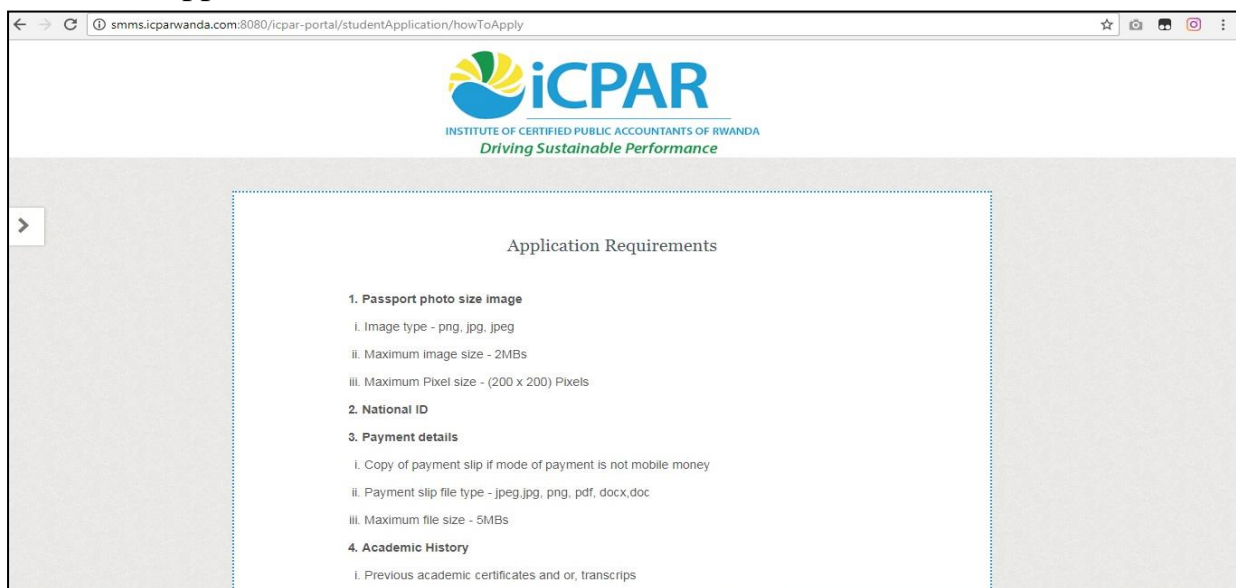 smms.icparwanda.com:8080/icpar-portal/studentApplication/howToApply
iCPAR
INSTITUTE OF CERTIFIED PUBLIC ACCOUNTANTS OF RWANDA
Driving Sustainable Performance
Application Requirements
1. Passport photo size image
i. Image type - png, jpg, jpeg
ii. Maximum image size - 2MBs
iii. Maximum Pixel size - (200 x 200) Pixels
2. National ID
3. Payment details
i. Copy of payment slip if mode of payment is not mobile money
ii. Payment slip file type - jpeg,jpg, png, pdf, docx,doc
iii. Maximum file size - 5MBs
4. Academic History
i. Previous academic certificates and or, transcrips